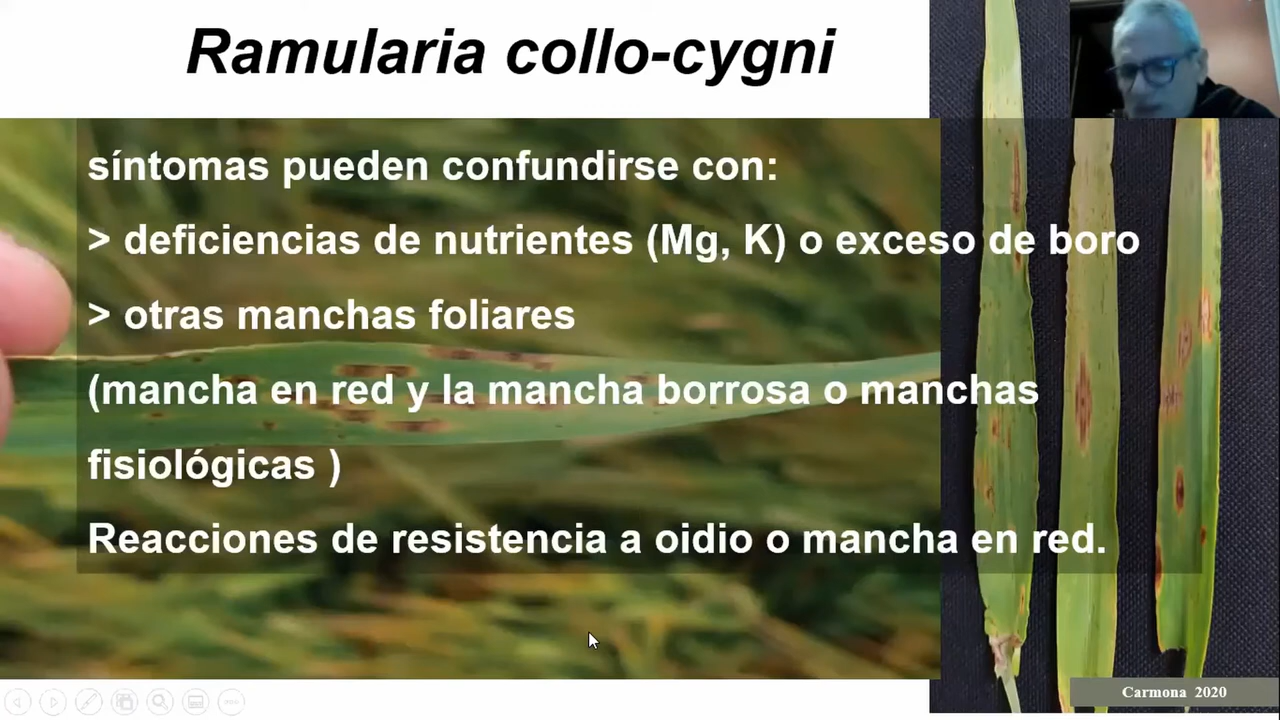 Ramularia collo-cygni
síntomas pueden confundirse con:
> deficiencias de nutrientes (Mg, K) o exceso de boro
> otras manchas foliares
(mancha en red y la mancha borrosa o manchas
fisiológicas )
Reacciones de resistencia a oidio o mancha en red.
Carmona 2020